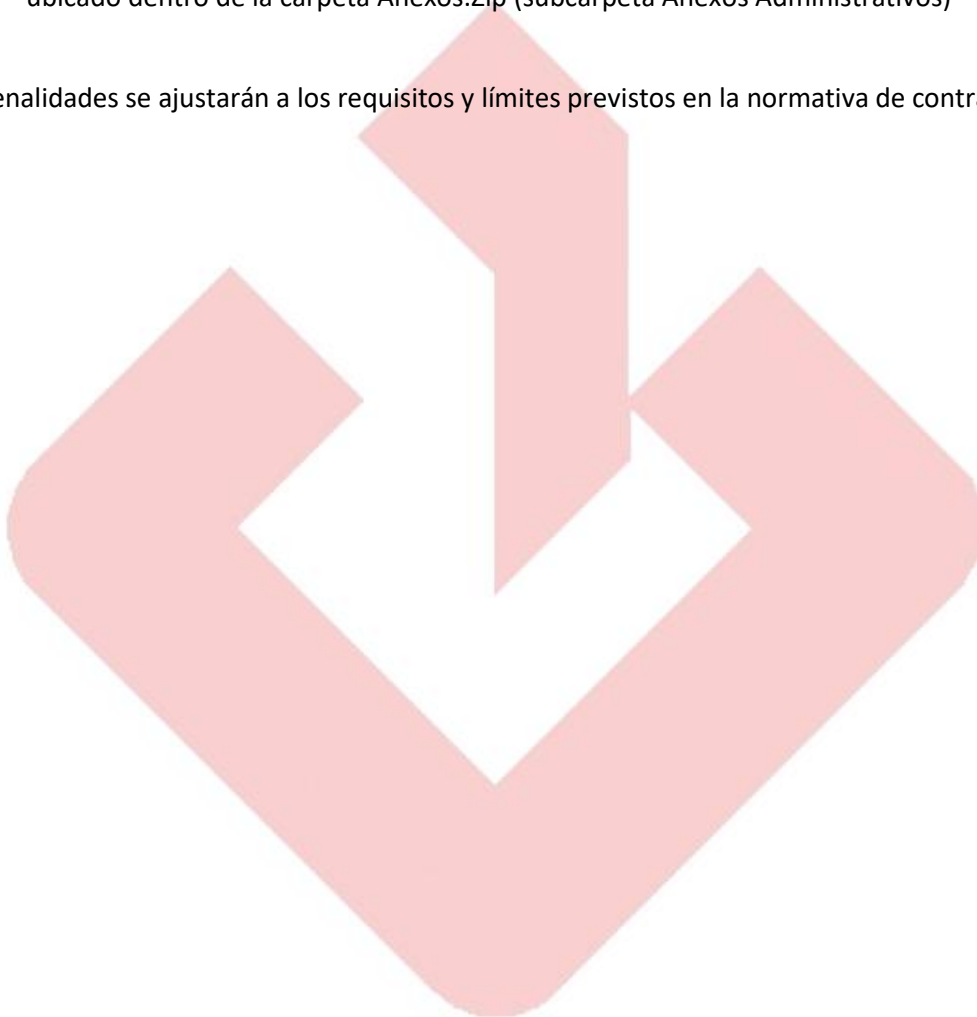 ubicado dentro de la carpeta Anexos.zip (subcarpeta Anexos Administrativos)
enalidades se ajustarán a los requisitos y límites previstos en la normativa de contra